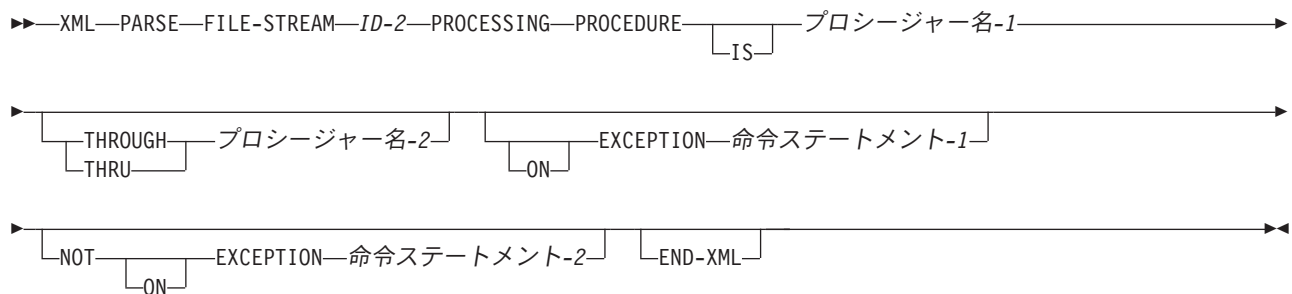 XML PARSE FILE-STREAM ID-2 PROCESSING PROCEDURE プロシージャー名-1
IS
THROUGH プロシージャー名-2 EXCEPTION 命令ステートメント-1
THRU ON
NOT EXCEPTION 命令ステートメント-2 END-XML
ON